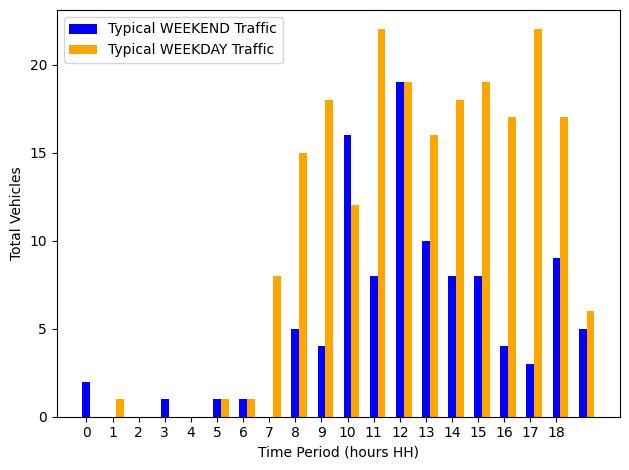 Typical WEEKEND Traffic
Typical WEEKDAY Traffic
20
15
10
5
0
Total Vehicles
0 1 2 3 4 5 6 7 8 9 10 11 12 13 14 15 16 17 18
Time Period (hours HH)